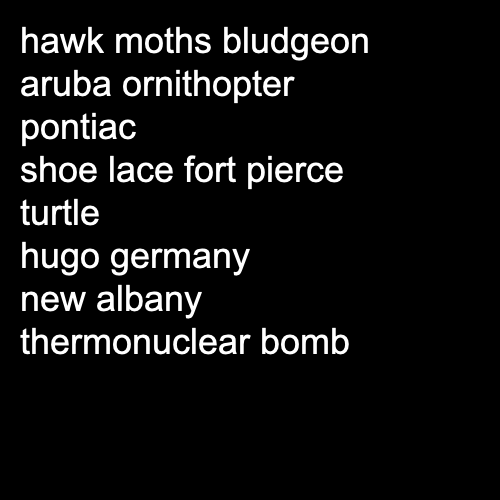 hawk moths bludgeon
aruba ornithopter
pontiac
shoe lace fort pierce
turtle
hugo germany
new albany
thermonuclear bomb